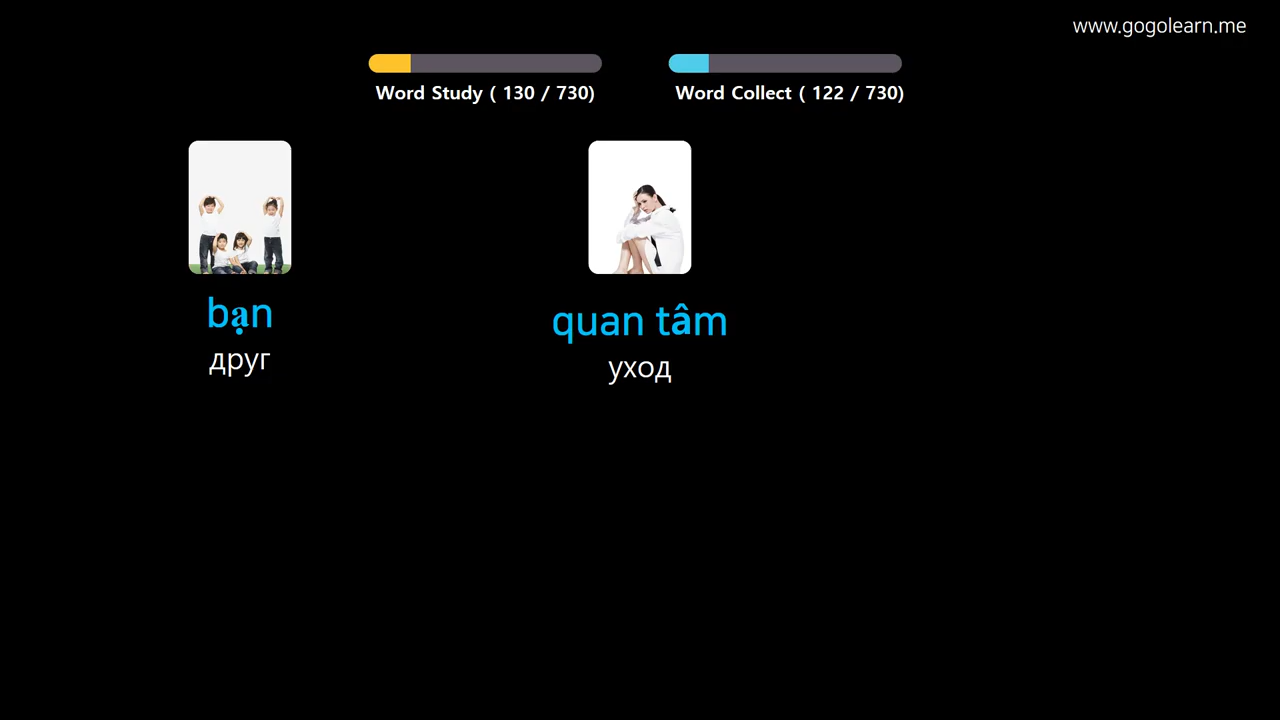 www.gogolearn.me
Word Study ( 130 / 730)
Word Collect ( 122 / 730)
bạn
друг
quan tâm
уход